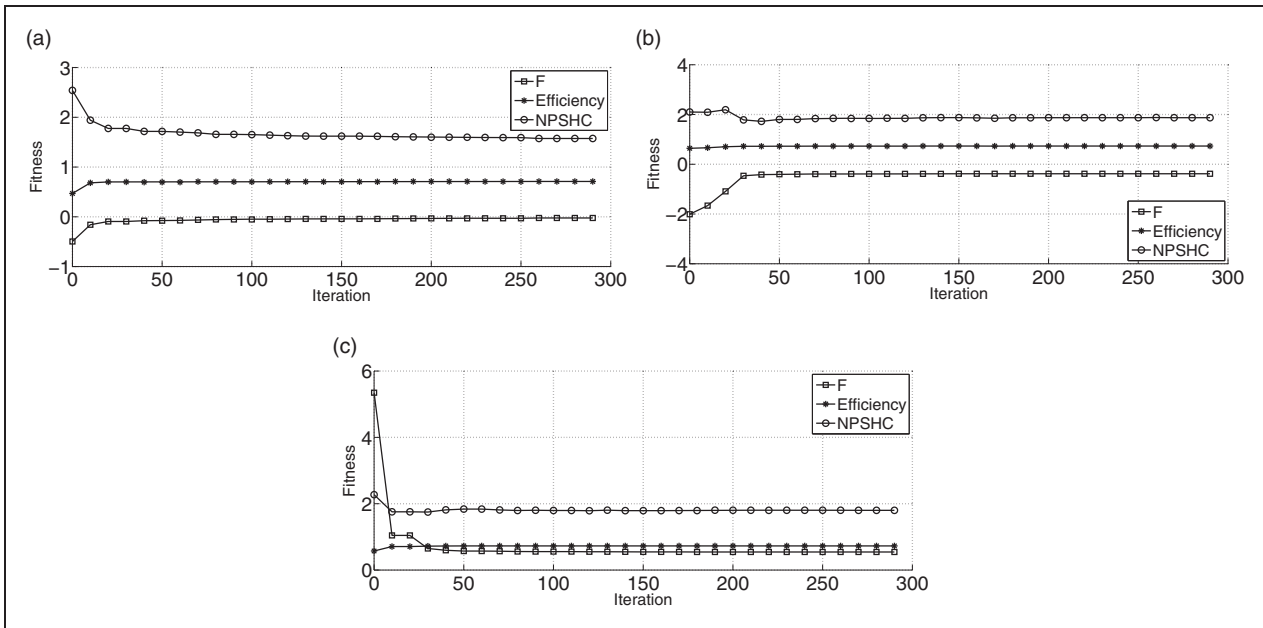 (a)
3
2
1
0
−1
Fitness
0
50
100
150
200
250
300
Iteration
F
Efficiency
NPSHC
(b)
4
2
0
−2
−4
Fitness
0
50
100
150
200
250
300
Iteration
F
Efficiency
NPSHC
(c)
6
4
2
0
Fitness
0
50
100
150
200
250
300
Iteration
F
Efficiency
NPSHC